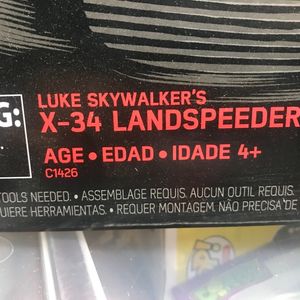 G:
LUKE SKYWALKER'S
X-34 LANDSPEEDER
AGE • EDAD • IDADE 4+
C1426
TOOLS NEEDED. • ASSEMBLAGE REQUIS. AUCUN OUTIL REQUIS.
QUIERE HERRAMIENTAS. • REQUER MONTAGEM. NÃO PRECISA DE